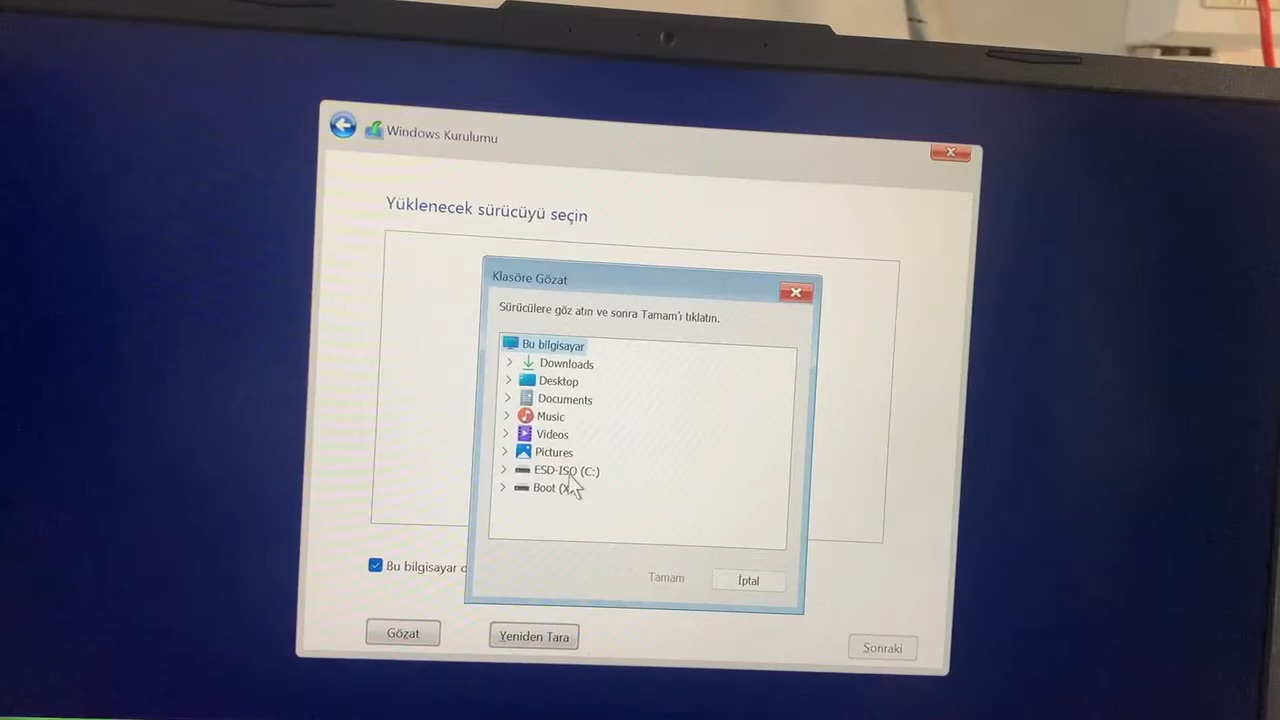 Windows Kurulumu
Yüklenecek sürücüyü seçin
Klasöre Gözat
Sürücülere göz atın ve sonra Tamam'ı tıklatın.
Bu bilgisayar
Downloads
Desktop
Documents
Music
Videos
Pictures
ESD-ISO (C:)
Boot (X
Bu bilgisayar
Tamam
İptal
Gözat
Yeniden Tara
Sonraki